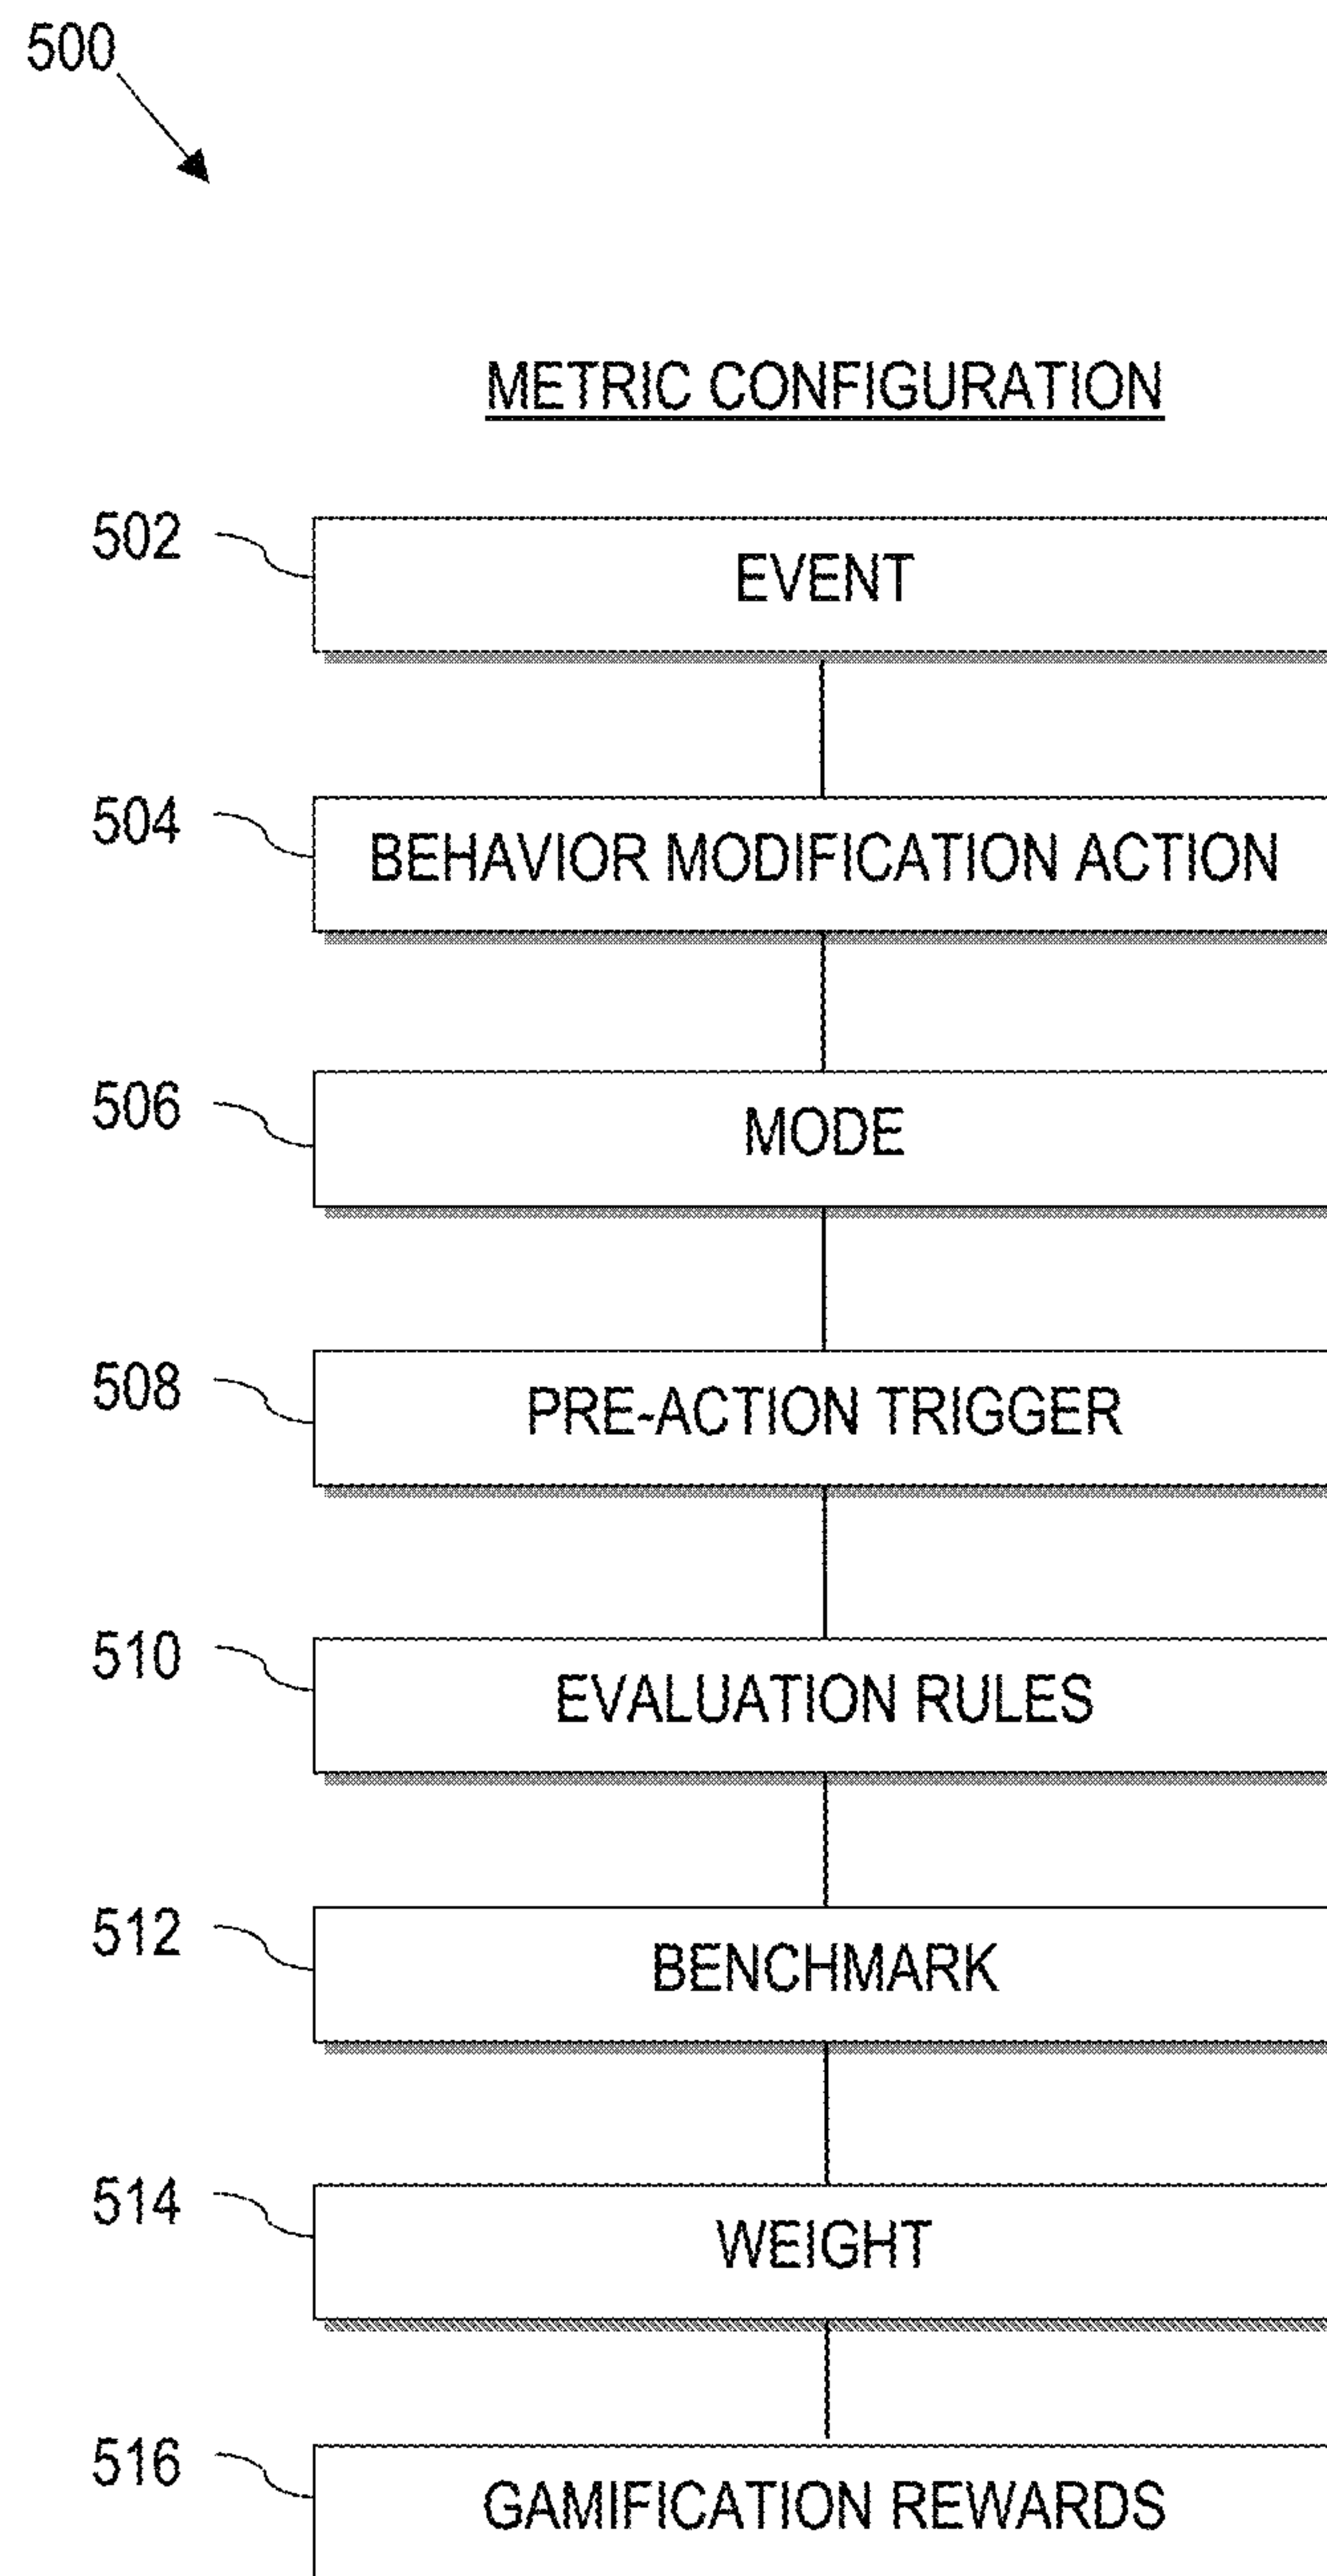 500
METRIC CONFIGURATION
502
EVENT
504
BEHAVIOR MODIFICATION ACTION
506
MODE
508
PRE-ACTION TRIGGER
510
EVALUATION RULES
512
BENCHMARK
514
WEIGHT
516
GAMIFICATION REWARDS